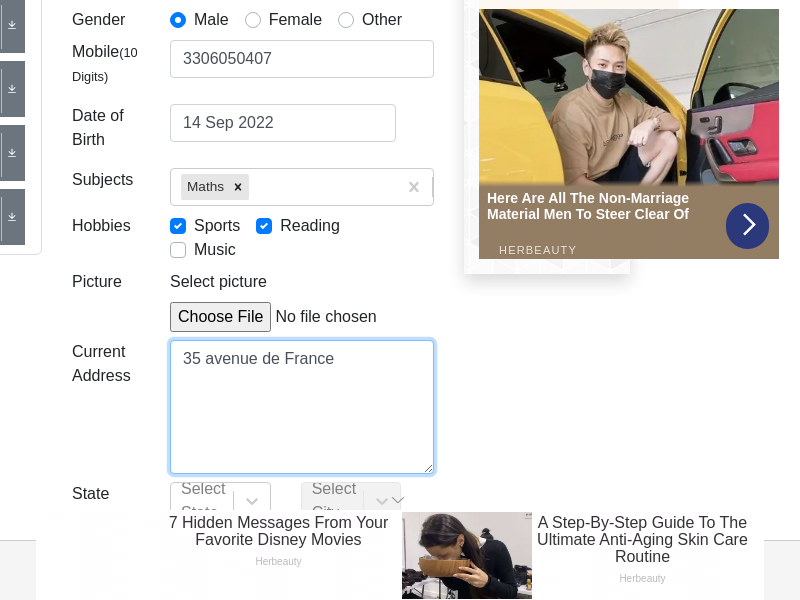 Gender
Male Female Other
Mobile(10 Digits)
3306050407
Date of Birth
14 Sep 2022
Subjects
Maths
Hobbies
Sports Reading
Music
Picture
Select picture
Choose File No file chosen
Current Address
35 avenue de France
State
Select State
Select City
Here Are All The Non-Marriage
Material Men To Steer Clear Of
HERBEAUTY
7 Hidden Messages From Your
Favorite Disney Movies
Herbeauty
A Step-By-Step Guide To The
Ultimate Anti-Aging Skin Care
Routine
Herbeauty